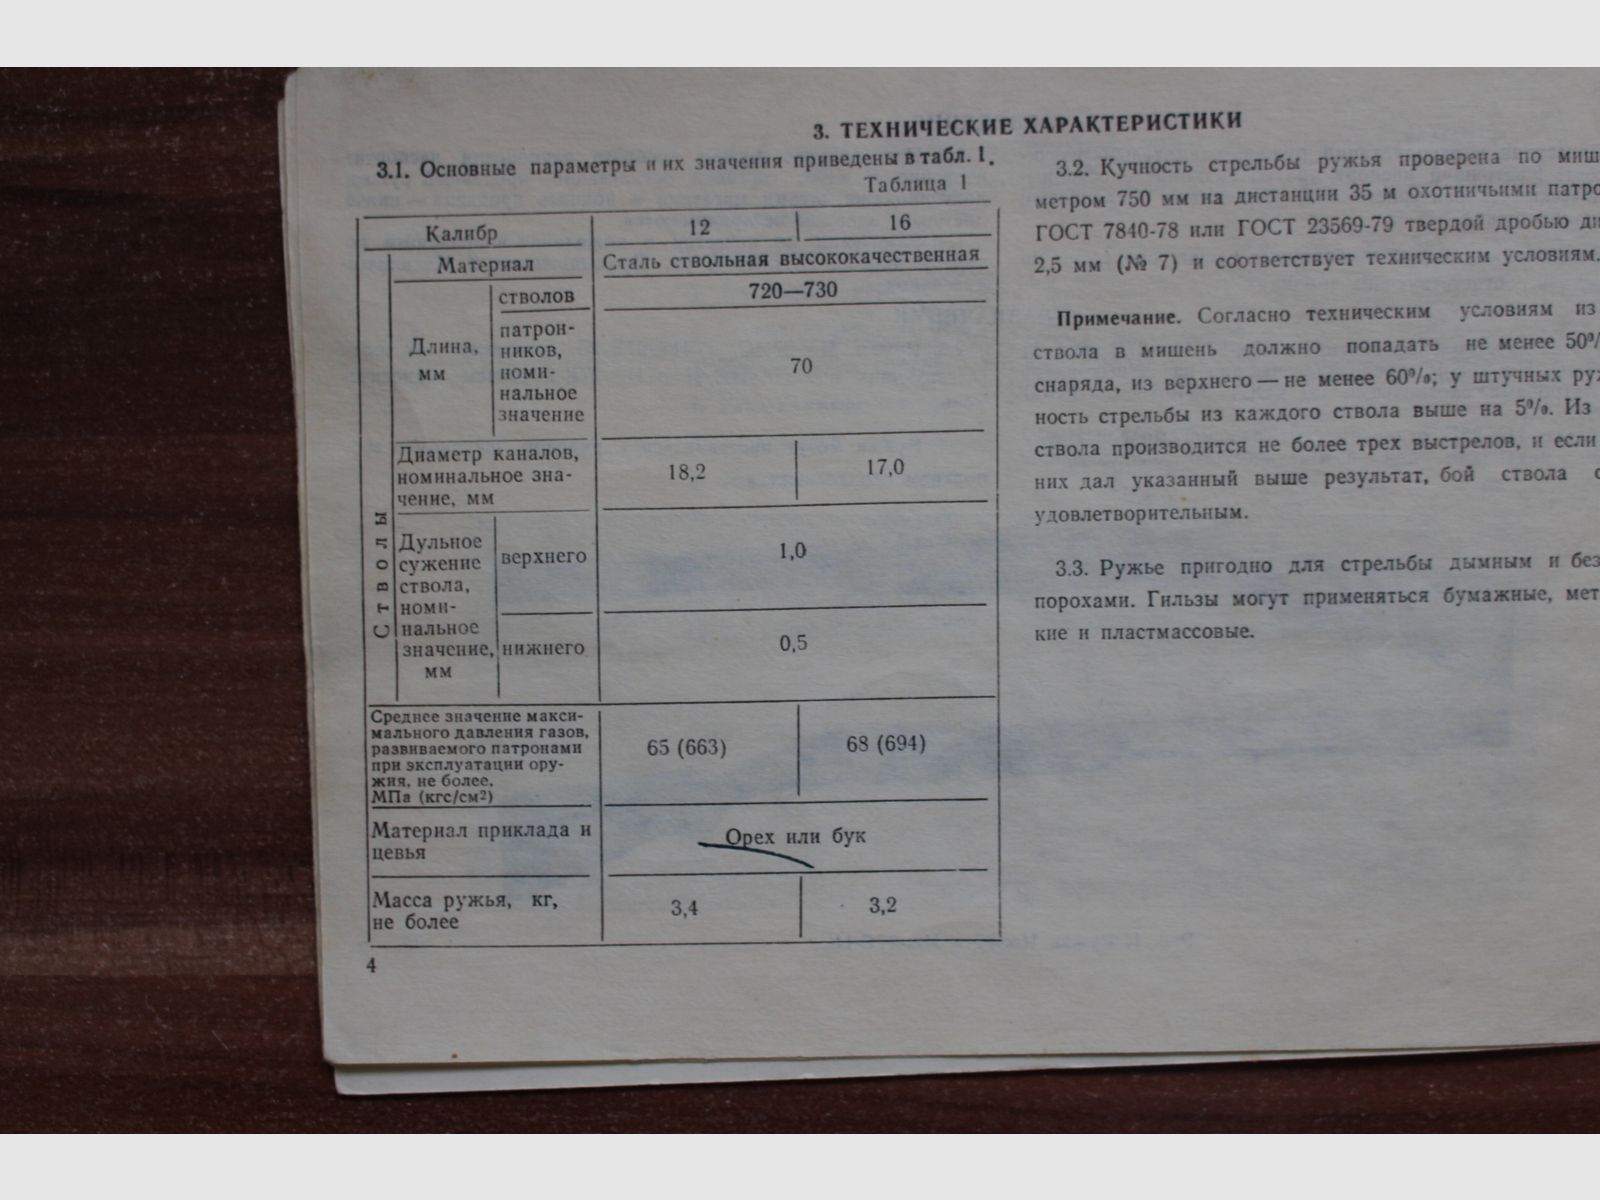 3. ТЕХНИЧЕСКИЕ ХАРАКТЕРИСТИКИ
3.1. Основные параметры и их значения приведены в табл. 1.
Таблица 1
Калибр
12
16
Материал
Сталь ствольная высококачественная
Длина,
мм
стволов
720—730
патрон-
ников,
номи-
нальное
значение
70
Стволы
Диаметр каналов,
номинальное зна-
чение, мм
18,2
17,0
Дульное
сужение
ствола,
номи-
нальное
значение,
мм
верхнего
1,0
нижнего
0,5
Среднее значение макси-
мального давления газов,
развиваемого патронами
при эксплуатации ору-
жия, не более,
МПа (кгс/см²)
65 (663)
68 (694)
Материал приклада и
цевья
Орех или бук
Масса ружья, кг,
не более
3,4
3,2
4
3.2. Кучность стрельбы ружья проверена по миш
метром 750 мм на дистанции 35 м охотничьими патро
ГОСТ 7840-78 или ГОСТ 23569-79 твердой дробью ди
2,5 мм (№ 7) и соответствует техническим условиям.
Примечание. Согласно техническим условиям из
ствола в мишень должно попадать не менее 50%
снаряда, из верхнего — не менее 60%; у штучных руж
ность стрельбы из каждого ствола выше на 5%. Из
ствола производится не более трех выстрелов, и если
них дал указанный выше результат, бой ствола с
удовлетворительным.
3.3. Ружье пригодно для стрельбы дымным и без
порохами. Гильзы могут применяться бумажные, мет
кие и пластмассовые.